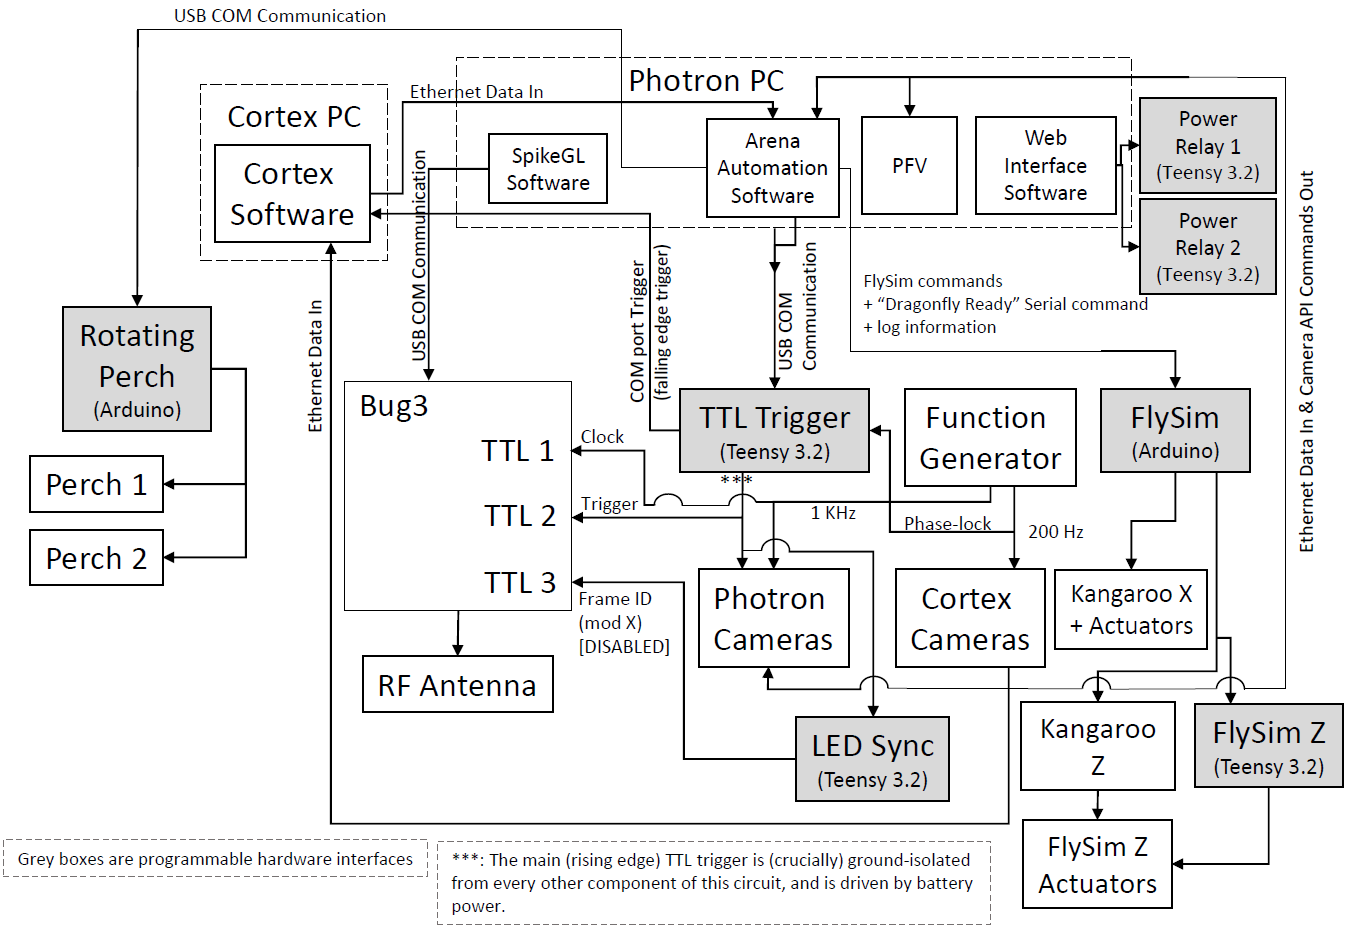 USB COM Communication
Photron PC
Cortex PC
Ethernet Data In
Cortex
Software
SpikeGL
Software
Arena
Automation
Software
PFV
Web
Interface
Software
Power
Relay 1
(Teensy 3.2)
Power
Relay 2
(Teensy 3.2)
USB COM Communication
COM port Trigger
(falling edge trigger)
USB COM
Communication
FlySim commands
+ “Dragonfly Ready” Serial command
+ log information
Ethernet Data In & Camera API Commands Out
Ethernet Data In
Rotating
Perch
(Arduino)
Perch 1
Perch 2
Bug3
TTL 1
TTL 2
TTL 3
Clock
Trigger
Frame ID
(mod X)
[DISABLED]
RF Antenna
TTL Trigger
(Teensy 3.2)
***
Function
Generator
1 KHz
Phase-lock
200 Hz
FlySim
(Arduino)
Photron
Cameras
Cortex
Cameras
Kangaroo X
+ Actuators
LED Sync
(Teensy 3.2)
Kangaroo
Z
FlySim Z
(Teensy 3.2)
FlySim Z
Actuators
Grey boxes are programmable hardware interfaces
***: The main (rising edge) TTL trigger is (crucially) ground-isolated
from every other component of this circuit, and is driven by battery
power.